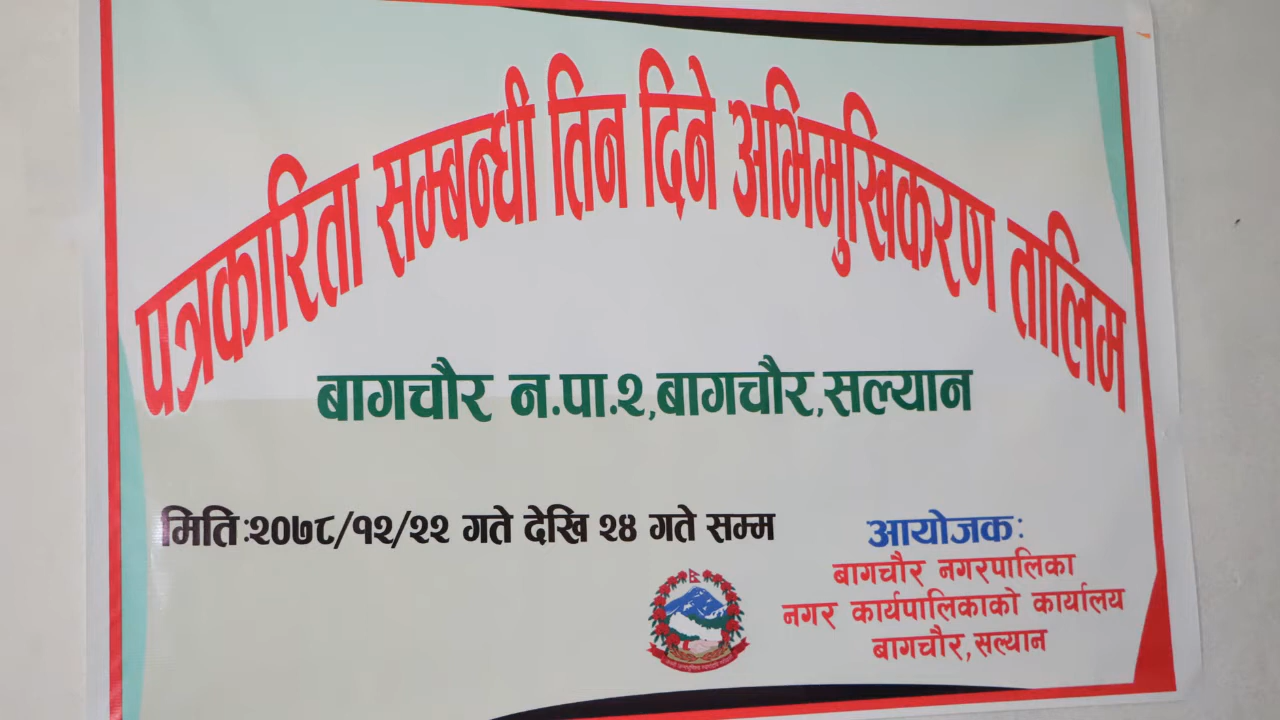 पत्रकारिता सम्बन्धी तिन दिने अभिमुखिकरण तालिम
बागचौर न.पा.२,बागचौर,सल्यान
मिति:२०७८/१२/२२ गते देखि २४ गते सम्म
आयोजक:
बागचौर नगरपालिका
नगर कार्यपालिकाको कार्यालय
बागचौर,सल्यान